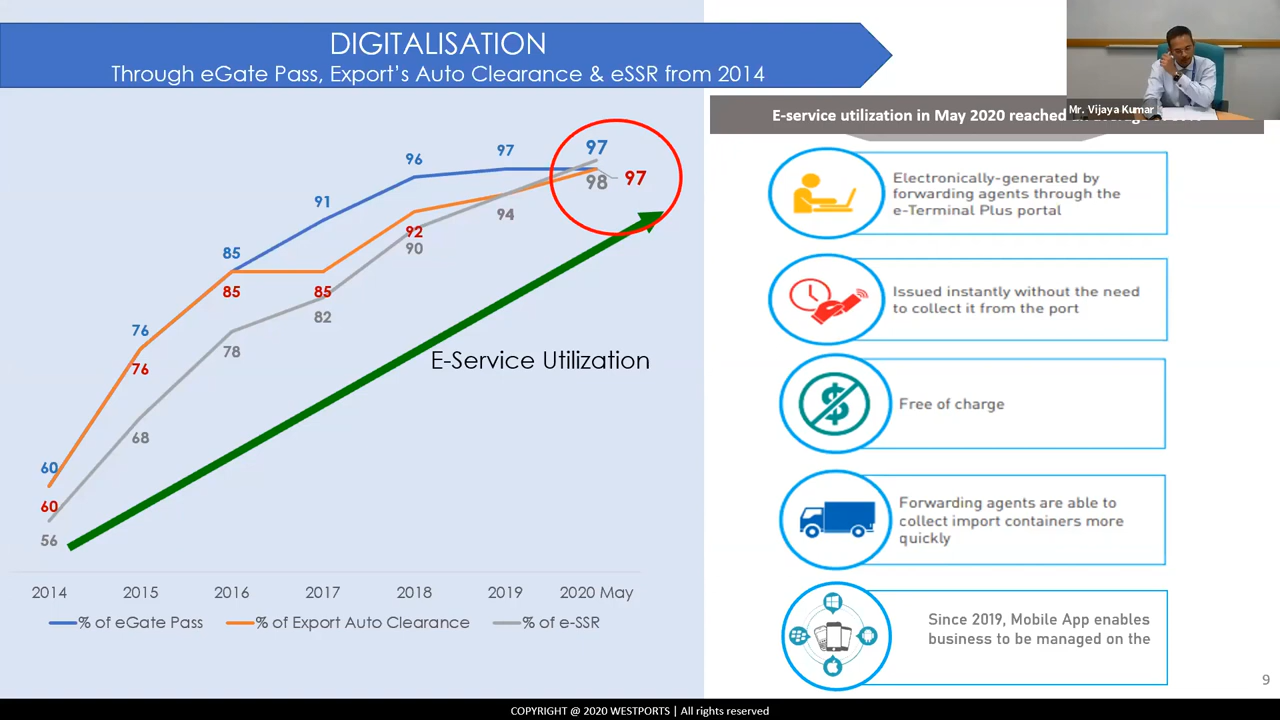 DIGITALISATION
Through eGate Pass, Export's Auto Clearance & eSSR from 2014
Mr. Vijaya Kumar
E-service utilization in May 2020 reached
97
98
97
97
94
96
92
90
91
85
82
85
85
78
76
76
68
60
60
56
E-Service Utilization
2014 2015 2016 2017 2018 2019 2020 May
% of eGate Pass % of Export Auto Clearance % of e-SSR
Electronically-generated by
forwarding agents through the
e-Terminal Plus portal
Issued instantly without the need
to collect it from the port
Free of charge
Forwarding agents are able to
collect import containers more
quickly
Since 2019, Mobile App enables
business to be managed on the
9
COPYRIGHT @ 2020 WESTPORTS | All rights reserved